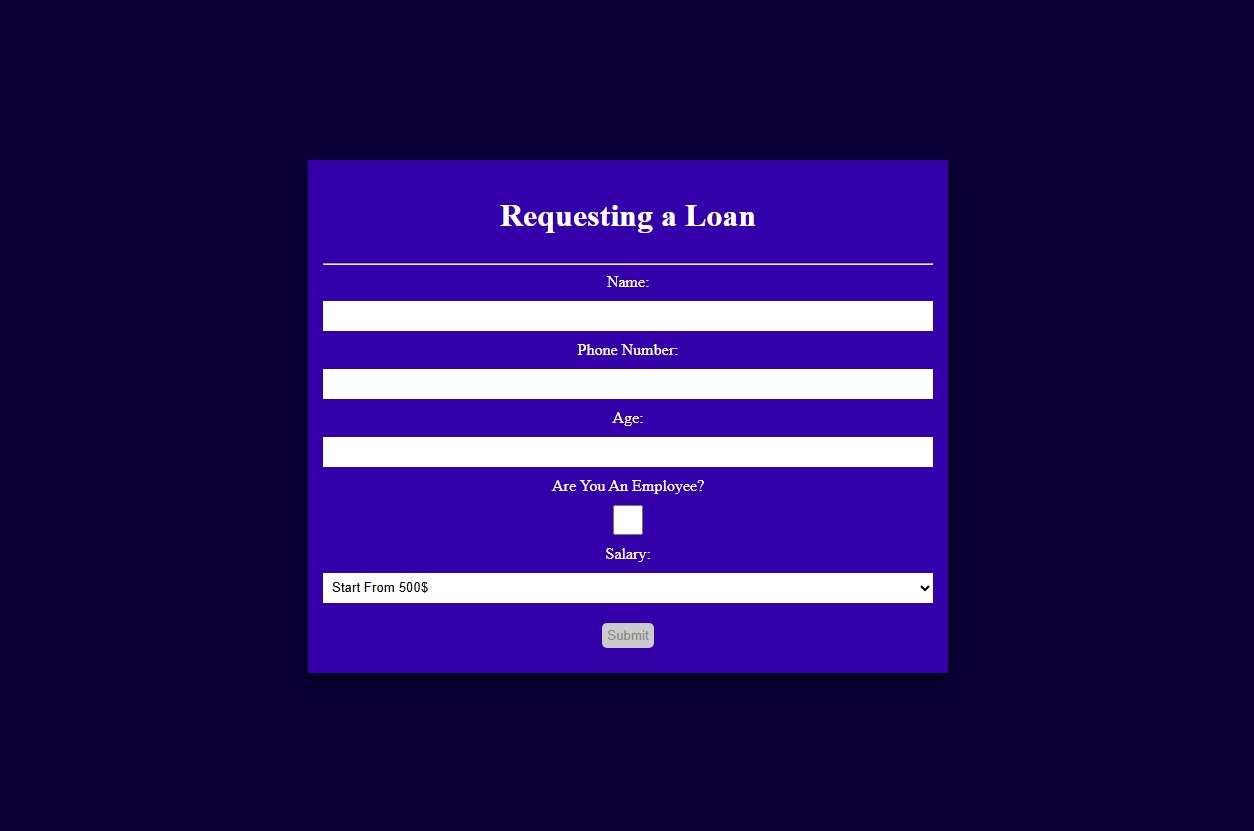 Requesting a Loan
Name:
Phone Number:
Age:
Are You An Employee?
Salary:
Start From 500$
Submit